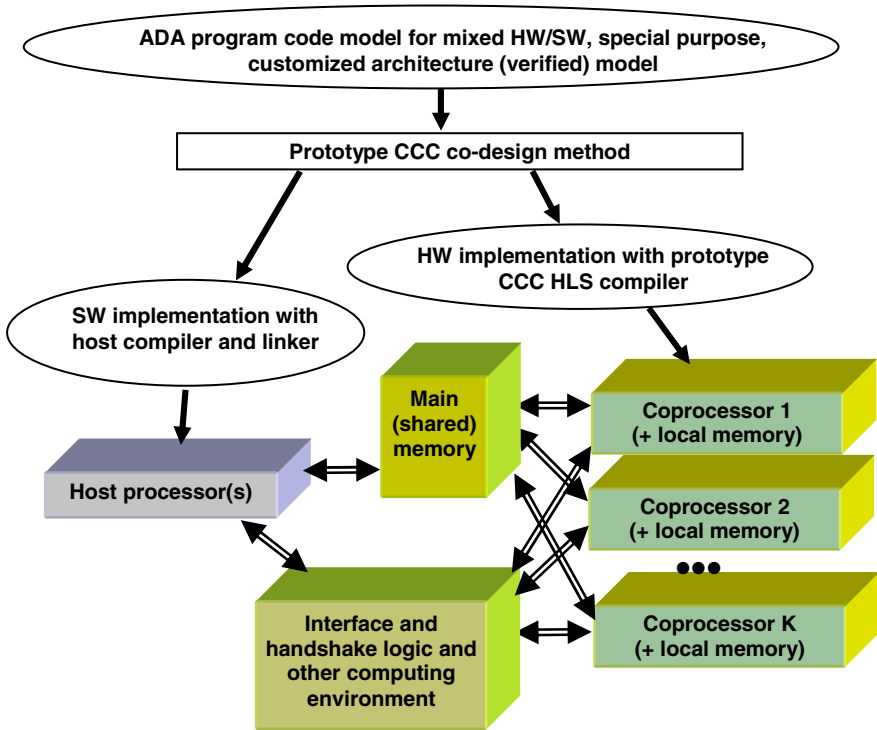 ADA program code model for mixed HW/SW, special purpose,
customized architecture (verified) model
Prototype CCC co-design method
HW implementation with prototype
CCC HLS compiler
SW implementation with
host compiler and linker
Main
(shared)
memory
Coprocessor 1
(+ local memory)
Host processor(s)
Coprocessor 2
(+ local memory)
Interface and
handshake logic and
other computing
environment
Coprocessor K
(+ local memory)